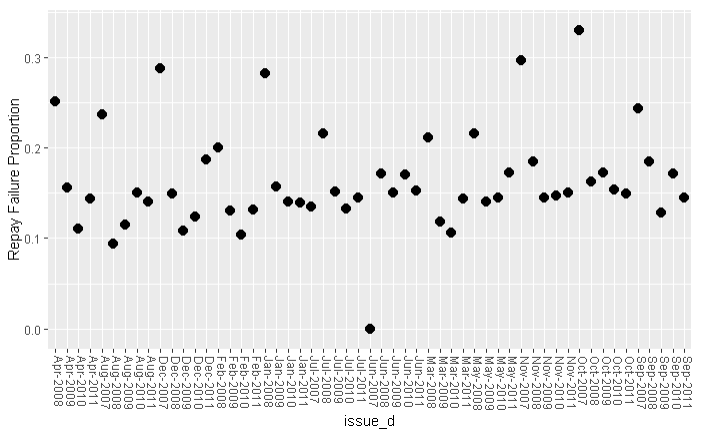 Repay Failure Proportion
0.3
0.2
0.1
0.0
Apr-2008
Apr-2009
Apr-2010
Apr-2011
Aug-2007
Aug-2008
Aug-2009
Aug-2010
Aug-2011
Dec-2007
Dec-2008
Dec-2009
Dec-2010
Dec-2011
Feb-2008
Feb-2009
Feb-2010
Feb-2011
Jan-2008
Jan-2009
Jan-2010
Jan-2011
Jul-2007
Jul-2008
Jul-2009
Jul-2010
Jul-2011
Jun-2007
Jun-2008
Jun-2009
Jun-2010
Jun-2011
Mar-2008
Mar-2009
Mar-2010
Mar-2011
May-2008
May-2009
May-2010
May-2011
Nov-2007
Nov-2008
Nov-2009
Nov-2010
Nov-2011
Oct-2007
Oct-2008
Oct-2009
Oct-2010
Oct-2011
Sep-2007
Sep-2008
Sep-2009
Sep-2010
Sep-2011
issue_d